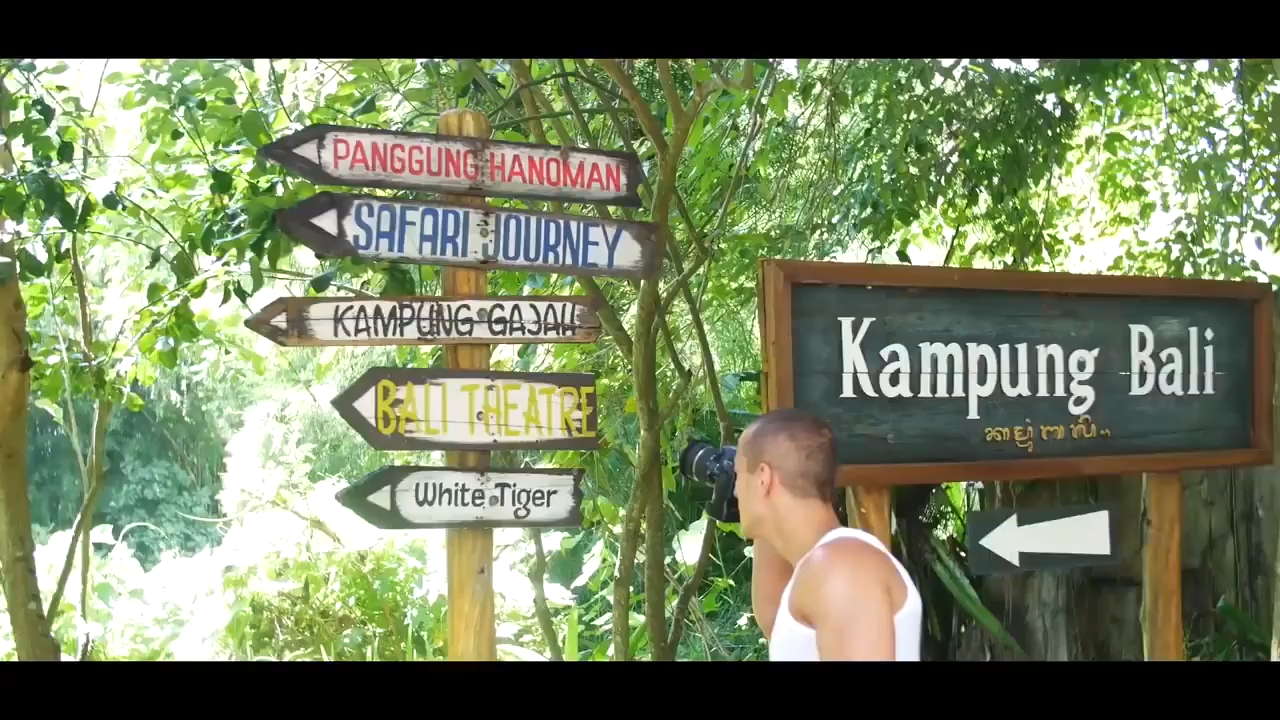 PANGGUNG HANOMAN
SAFARI JOURNEY
KAMPUNG GAJAH
BALI THEATRE
White Tiger
Kampung Bali